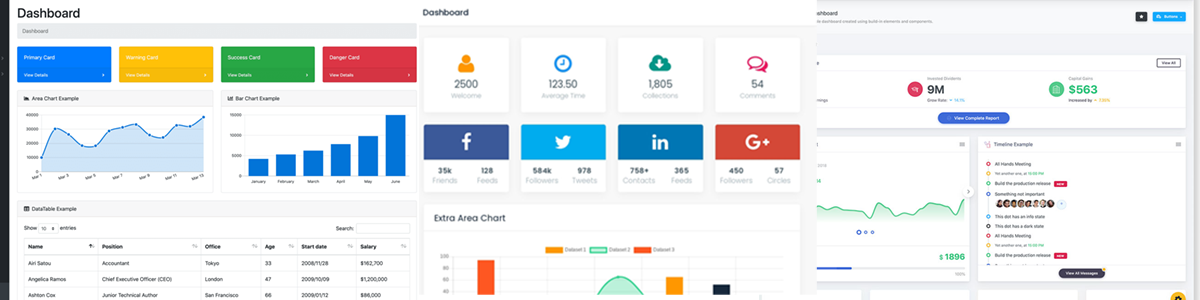 Dashboard
Dashboard
Primary Card
View Details
Warning Card
View Details
Success Card
View Details
Danger Card
View Details
Area Chart Example
40000
30000
20000
10000
0
Mar 1
Mar 3
Mar 5
Mar 7
Mar 9
Mar 11
Mar 13
Bar Chart Example
15000
10000
5000
0
January
February
March
April
May
June
DataTable Example
Show 10 entries
Search:
Name Position Office Age Start date Salary
Airi Satou Accountant Tokyo 33 2008/11/28 $162,700
Angelica Ramos Chief Executive Officer (CEO) London 47 2009/10/09 $1,200,000
Ashton Cox Junior Technical Author San Francisco 66 2009/01/12 $86,000
Dashboard
2500
Welcome
123.50
Average Time
1,805
Collections
54
Comments
f
in
G+
35k
Friends
128
Feeds
584k
Followers
978
Tweets
758+
Contacts
365
Feeds
450
Followers
57
Circles
Extra Area Chart
Dataset 1
Dataset 2
Dataset 3
100
80
60
40
shboard
le dashboard created using build in elements and components.
Buttons
View All
Invested Dividents
9M
Grow Rate: 14.1%
Capital Gains
$563
Increased by
View Complete Report
$ 1896
100%
Timeline Example
All Hands Meeting
Yet another one, at 15:00 PM
Build the production release NEW
Something not important
This dot has an info state
This dot has a dark state
All Hands Meeting
Yet another one, at 15:00 PM
Build the production release NEW
View All Messages